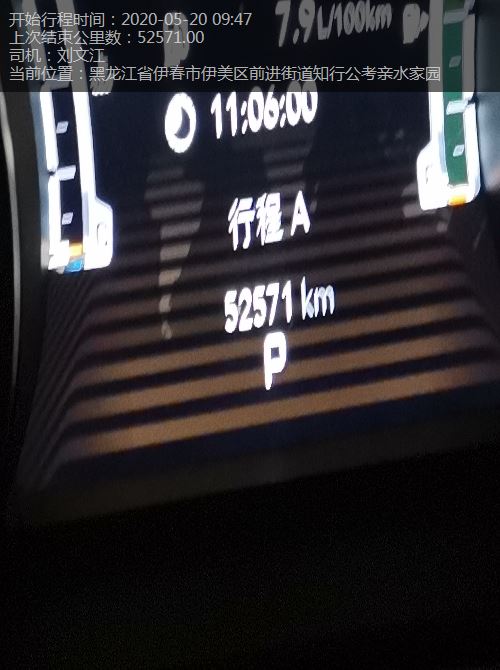 开始行程时间：2020-05-20 09:47
上次结束公里数：52571.00
司机：刘文江
当前位置：黑龙江省伊春市伊美区前进街道知行公考亲水家园
7.9L/100km
11:06:00
行程 A
52571 km
P